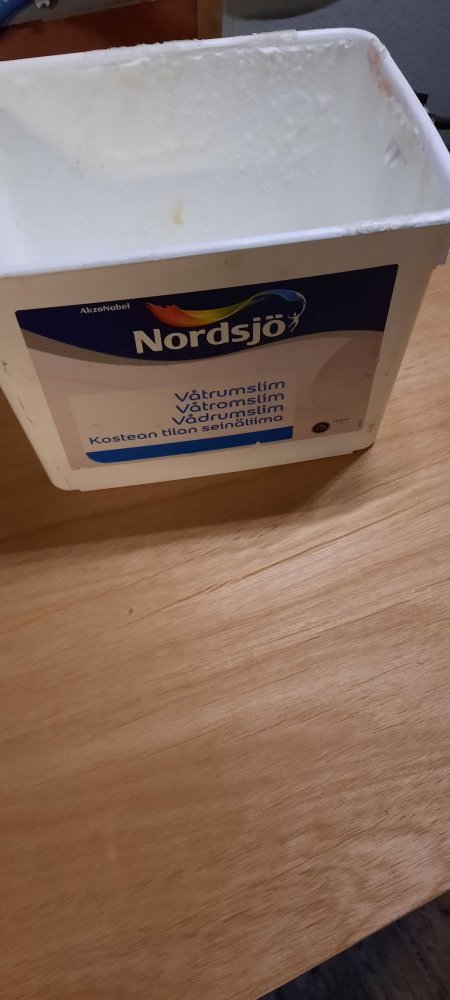 AkzoNobel
Nordsjö
Våtrumslim
Våtromslim
Vådrumslim
Kostean tilan seinäliima